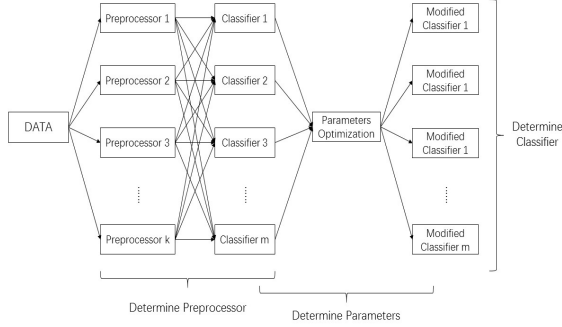 DATA
Preprocessor 1
Preprocessor 2
Preprocessor 3
Preprocessor k
Classifier 1
Classifier 2
Classifier 3
Classifier m
Parameters
Optimization
Modified
Classifier 1
Modified
Classifier 1
Modified
Classifier 1
Modified
Classifier m
Determine
Classifier
Determine Preprocessor
Determine Parameters